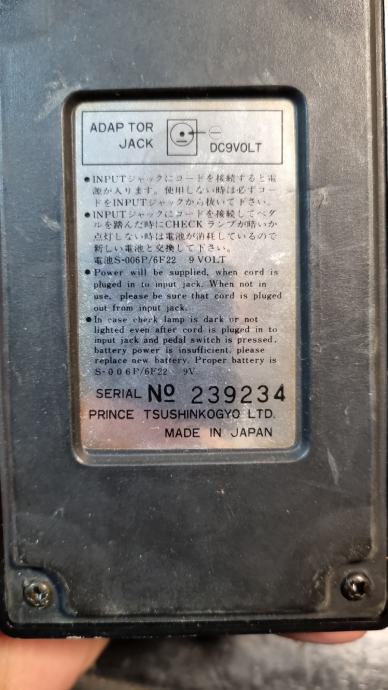 ADAPTOR
JACK
DC9VOLT
●INPUTジャックにコードを接続すると電
源が入ります。使用しない時は必ずコー
ドをINPUTジャックから抜いて下さい。
●INPUTジャックにコードを接続してペダ
ルを踏んだ時にCHECKランプが暗いか
点灯しない時は電池が消耗しているので
新しい電池と交換して下さい。
電池S-006P/6F22 9VOLT
●Power will be supplied, when cord is
pluged in to input jack. When not in
use, please be sure that cord is pluged
out from input jack.
●In case check lamp is dark or not
lighted even after cord is pluged in to
input jack and pedal switch is pressed,
battery power is insufficient, please
replace new battery. Proper battery is
S-006P/6F22 9V
SERIAL No 239234
PRINCE TSUSHINKOGYO LTD.
MADE IN JAPAN